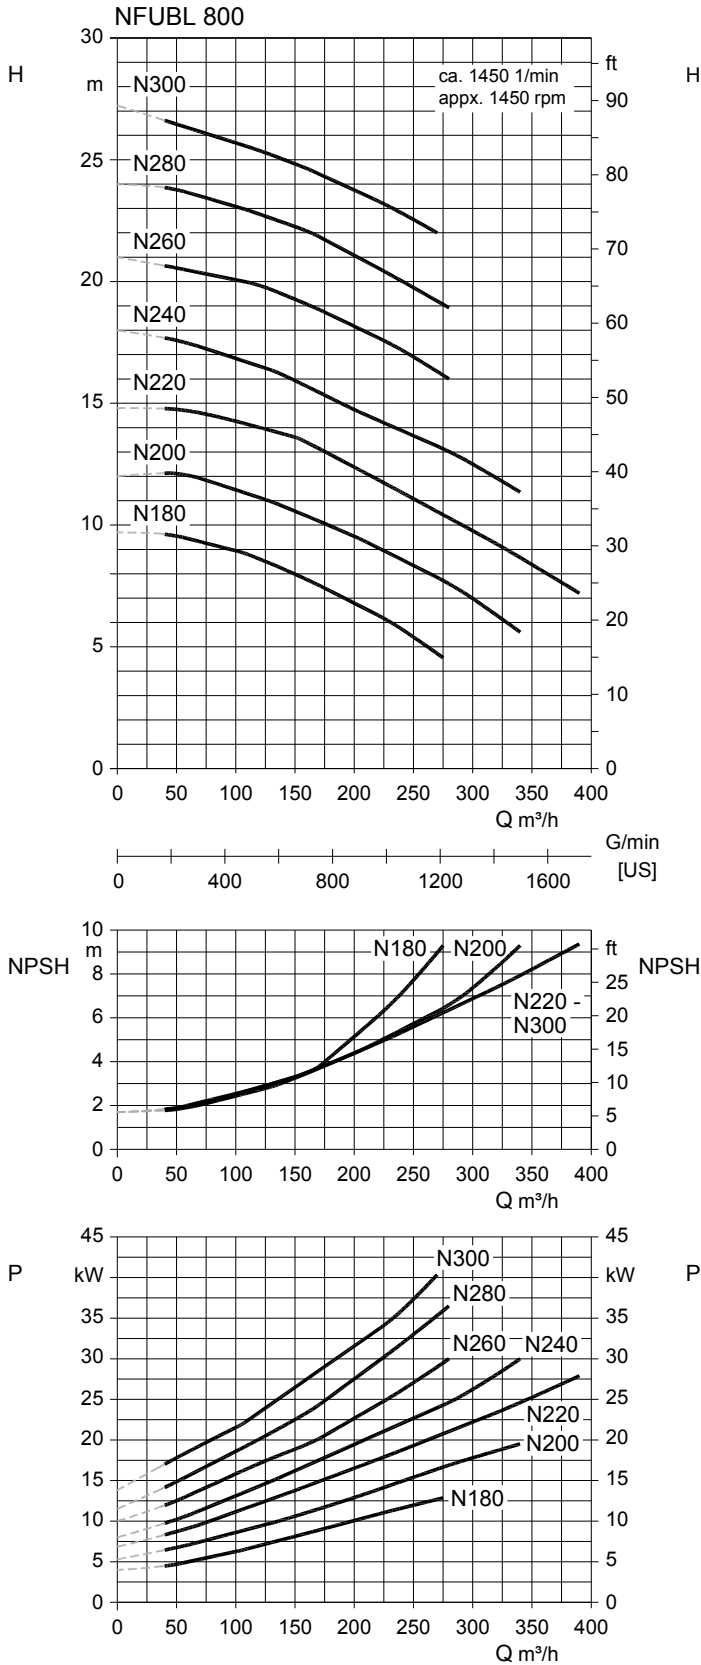 NFUBL 800
30
H
m
ft
H
ca. 1450 1/min
appx. 1450 rpm
N300
90
25
N280
80
70
N260
20
N240
60
N220
50
15
N200
40
N180
10
30
20
5
10
0
0
0 50 100 150 200 250 300 350 400
Q m³/h
G/min
[US]
0 400 800 1200 1600
10
m
NPSH
N180 N200
ft
NPSH
8
25
N220 -
N300
6
20
15
4
10
2
5
0
0
0 50 100 150 200 250 300 350 400
Q m³/h
45
45
N300
P
kW
kW
P
N280
35
35
N260
N240
30
30
25
25
N220
20
N200
20
15
N180
15
10
10
5
5
0
0
0 50 100 150 200 250 300 350 400
Q m³/h